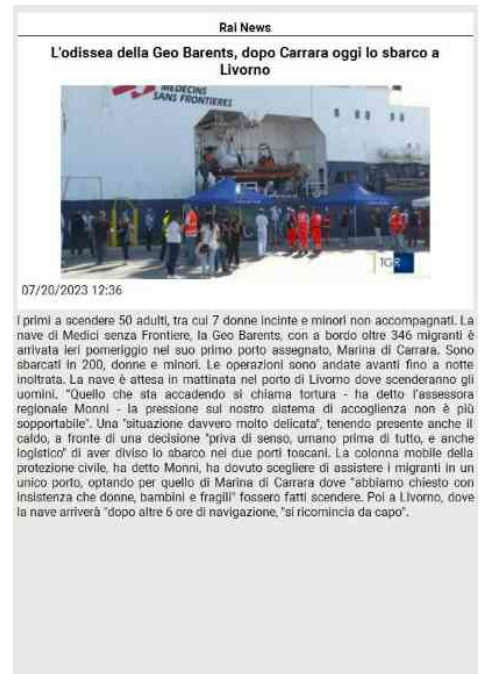 Rai News
L'odissea della Geo Barents, dopo Carrara oggi lo sbarco a
Livorno
MEDECINS
SANS FRONTIERES
TGR
07/20/2023 12:36
I primi a scendere 50 adulti, tra cui 7 donne incinte e minori non accompagnati. La
nave di Medici senza Frontiere, la Geo Barents, con a bordo oltre 346 migranti è
arrivata ieri pomeriggio nel suo primo porto assegnato, Marina di Carrara. Sono
sbarcati in 200, donne e minori. Le operazioni sono andate avanti fino a notte
inoltrata. La nave è attesa in mattinata nel porto di Livorno dove scenderanno gli
uomini. "Quello che sta accadendo si chiama tortura - ha detto l'assessora
regionale Monni - la pressione sul nostro sistema di accoglienza non è più
sopportabile". Una "situazione davvero molto delicata", tenendo presente anche il
caldo, a fronte di una decisione "priva di senso, umano prima di tutto, e anche
logistico" di aver diviso lo sbarco nei due porti toscani. La colonna mobile della
protezione civile, ha detto Monni, ha dovuto scegliere di assistere i migranti in un
unico porto, optando per quello di Marina di Carrara dove "abbiamo chiesto con
insistenza che donne, bambini e fragili" fossero fatti scendere. Poi a Livorno, dove
la nave arriverà "dopo altre 6 ore di navigazione, "si ricomincia da capo".